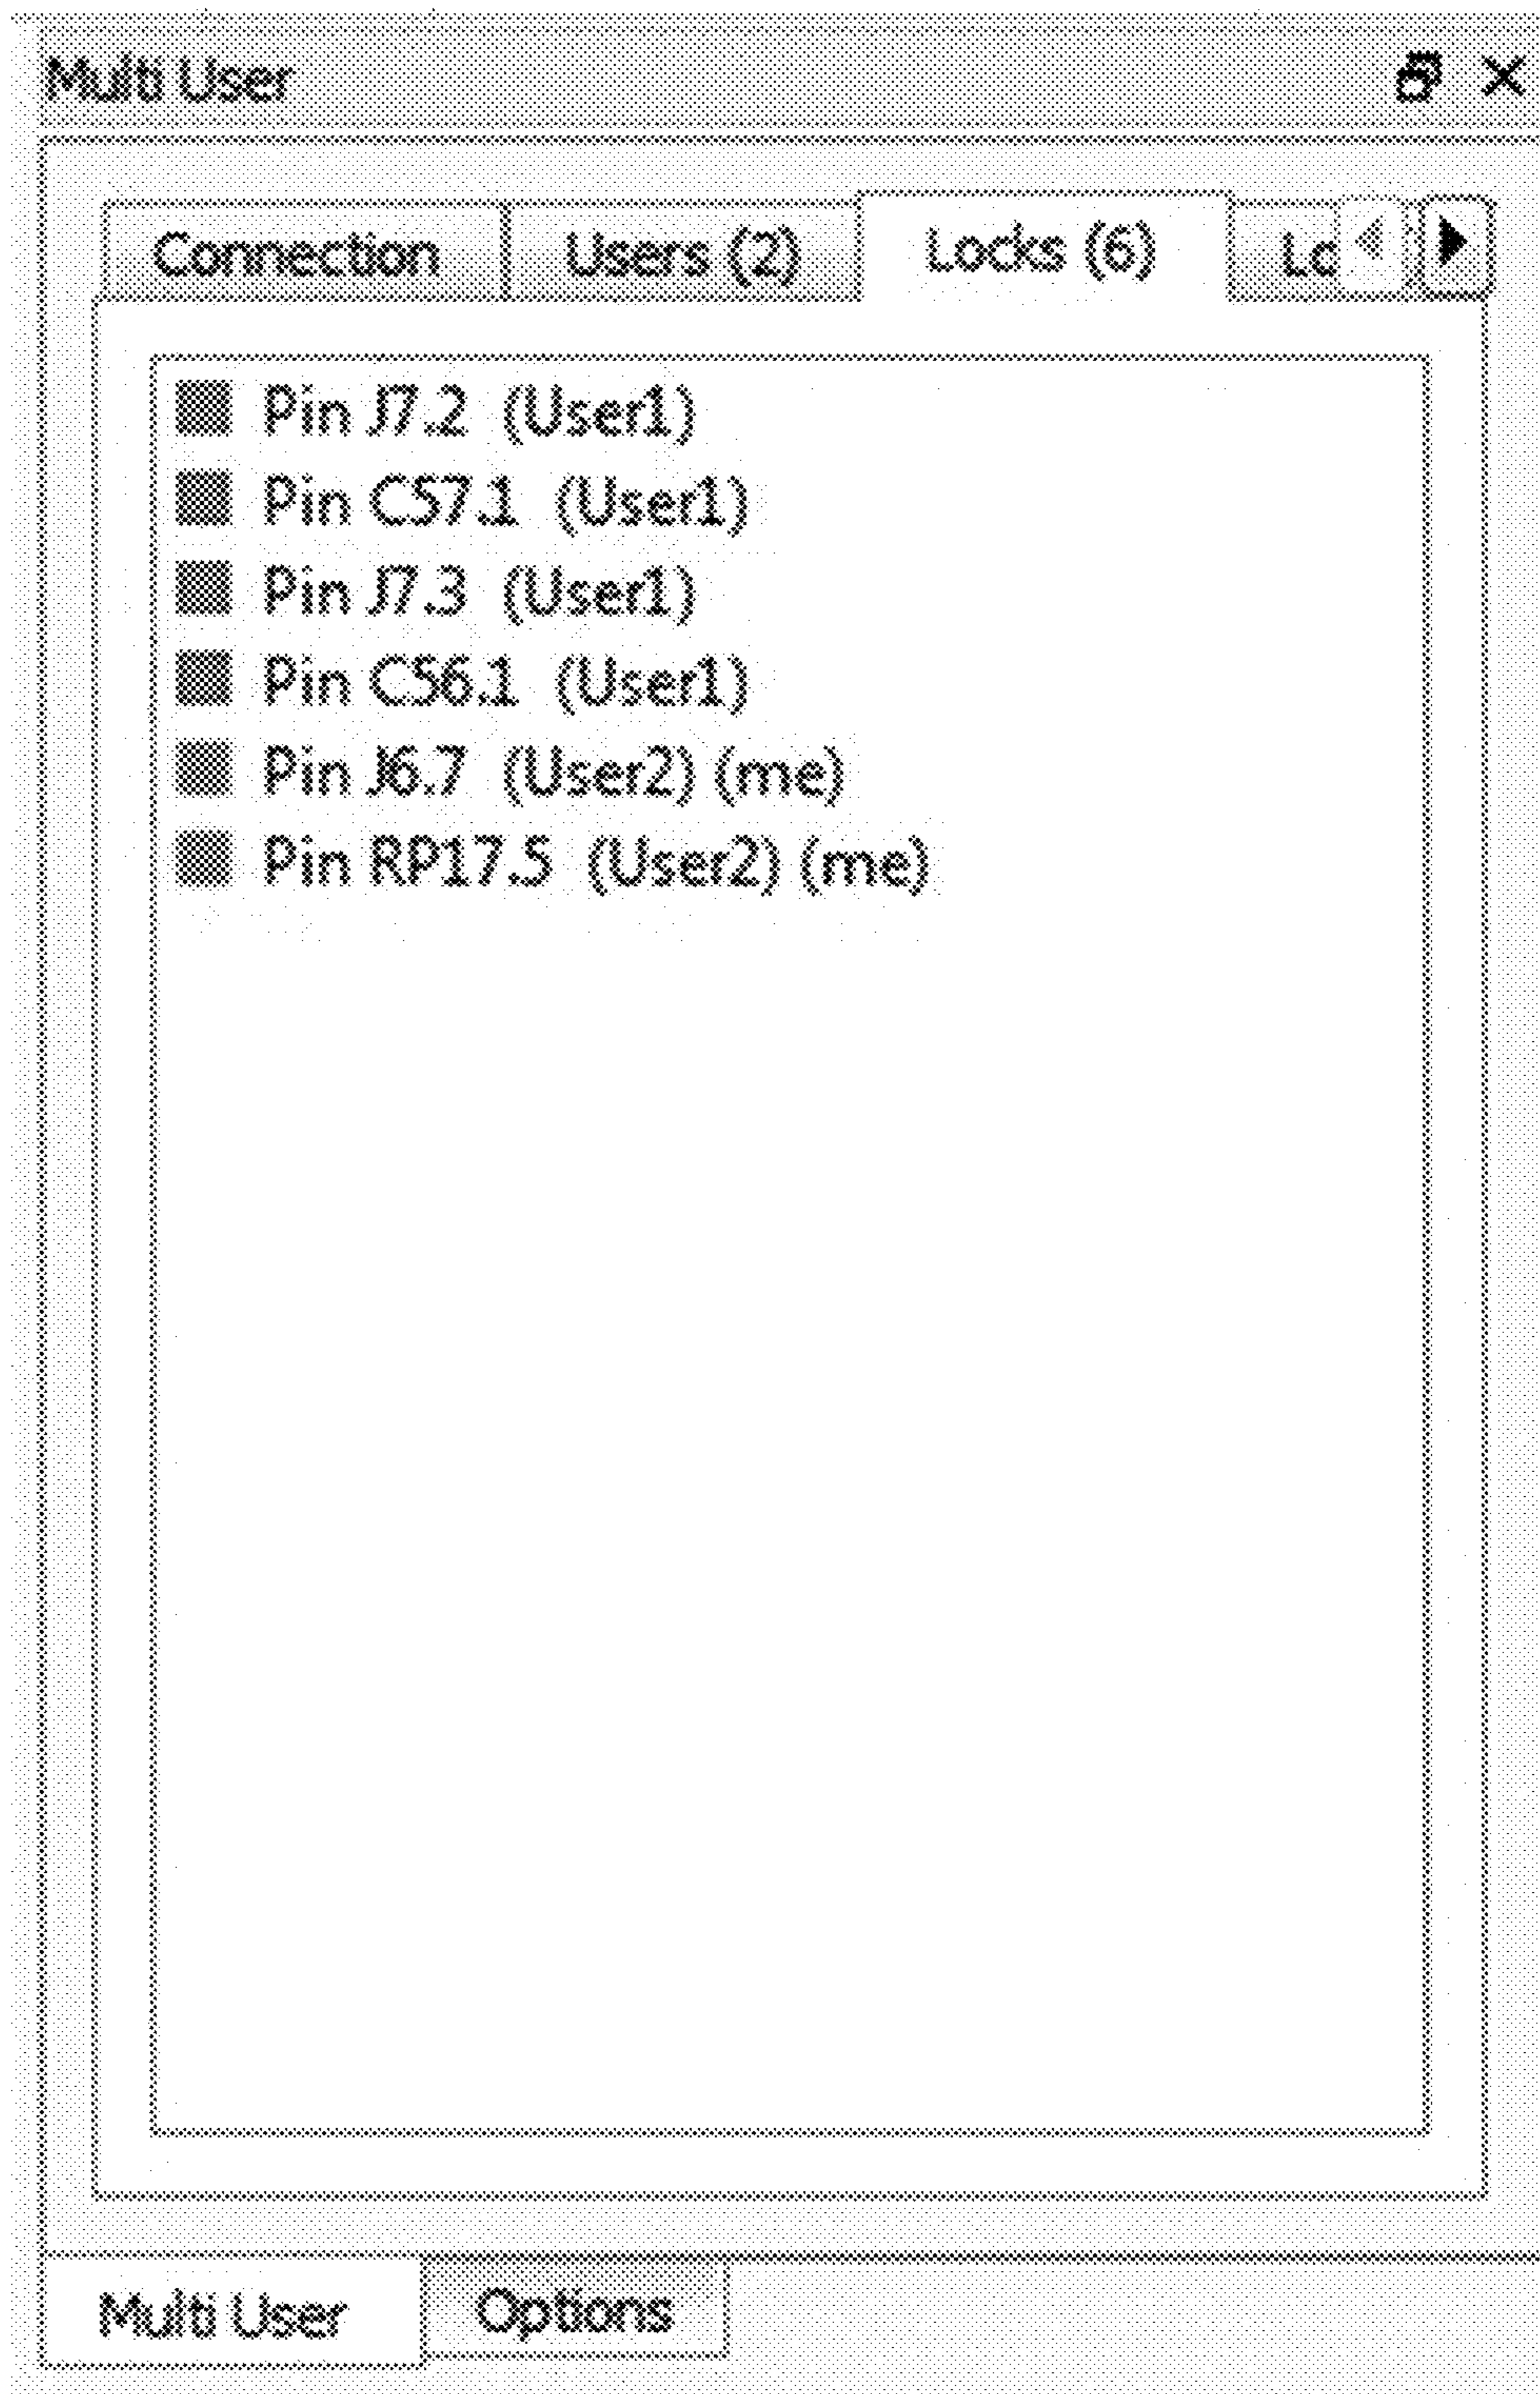 Multi User
Connection Users (2) Locks (6) Lo
Pin J7.2 (User1)
Pin C57.1 (User1)
Pin J7.3 (User1)
Pin C56.1 (User1)
Pin J6.7 (User2) (me)
Pin RP17.5 (User2) (me)
Multi User Options